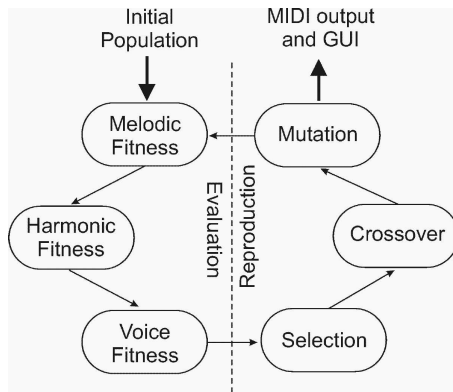 Initial
Population
MIDI output
and GUI
Melodic
Fitness
Mutation
Evaluation
Reproduction
Harmonic
Fitness
Crossover
Voice
Fitness
Selection